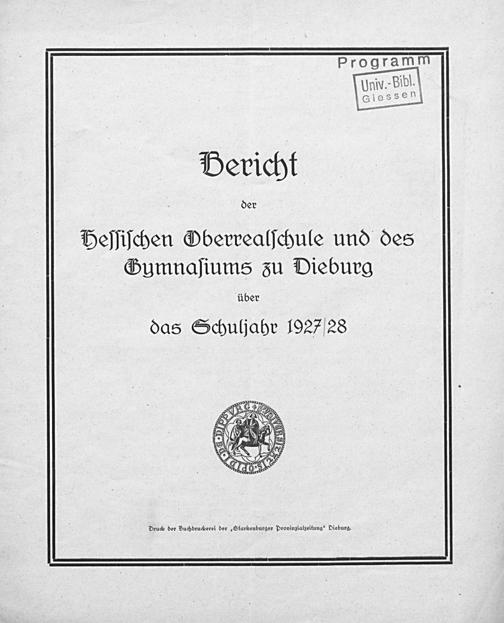 Programm
Univ.-Bibl.
Giessen
Bericht
der
Hessischen Oberrealschule und des
Gymnasiums zu Dieburg
über
das Schuljahr 1927/28
Druck der Buchdruckerei der „Starkenburger Provinzialzeitung" Dieburg.